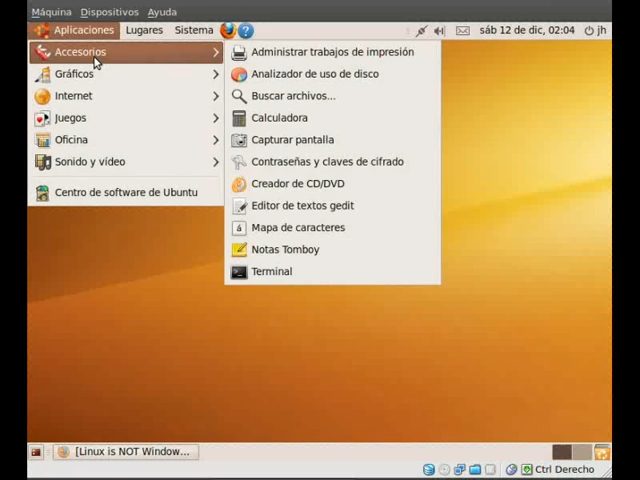 Máquina Dispositivos Ayuda
Aplicaciones Lugares Sistema ? sáb 12 de dic, 02:04 jh
Accesorios
Gráficos
Internet
Juegos
Oficina
Sonido y vídeo
Centro de software de Ubuntu
Administrar trabajos de impresión
Analizador de uso de disco
Buscar archivos...
Calculadora
Capturar pantalla
Contraseñas y claves de cifrado
Creador de CD/DVD
Editor de textos gedit
á Mapa de caracteres
Notas Tomboy
Terminal
[Linux is NOT Window...
Ctrl Derecho